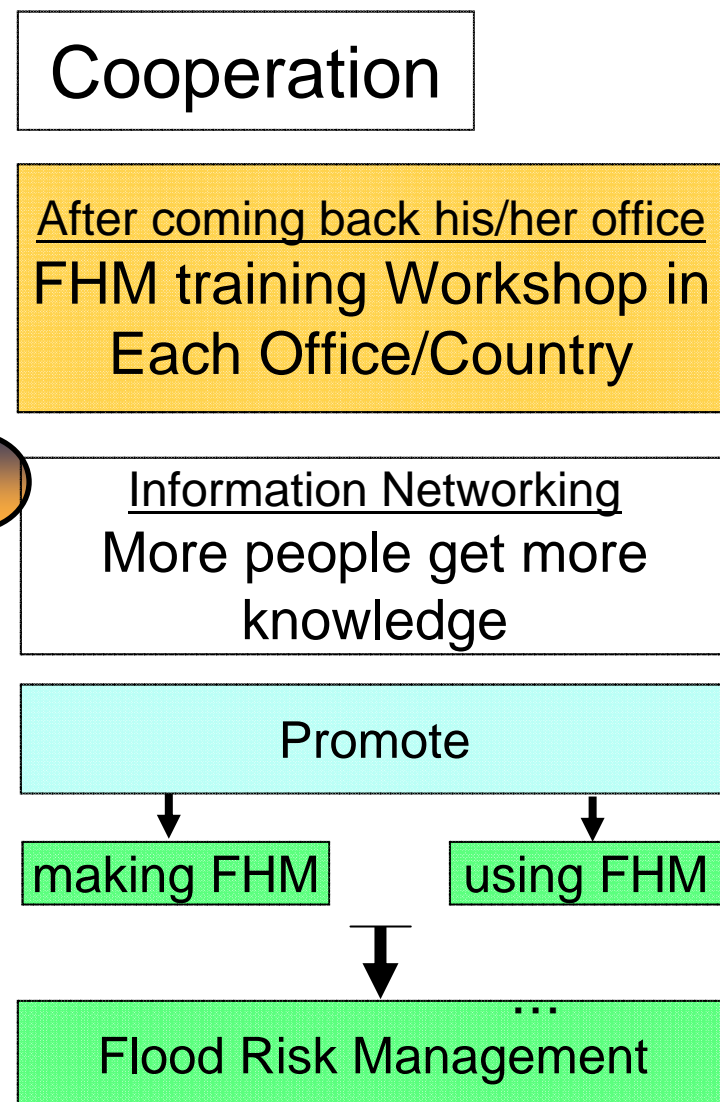 Cooperation
After coming back his/her office
FHM training Workshop in
Each Office/Country
Information Networking
More people get more
knowledge
Promote
making FHM
using FHM
...
Flood Risk Management